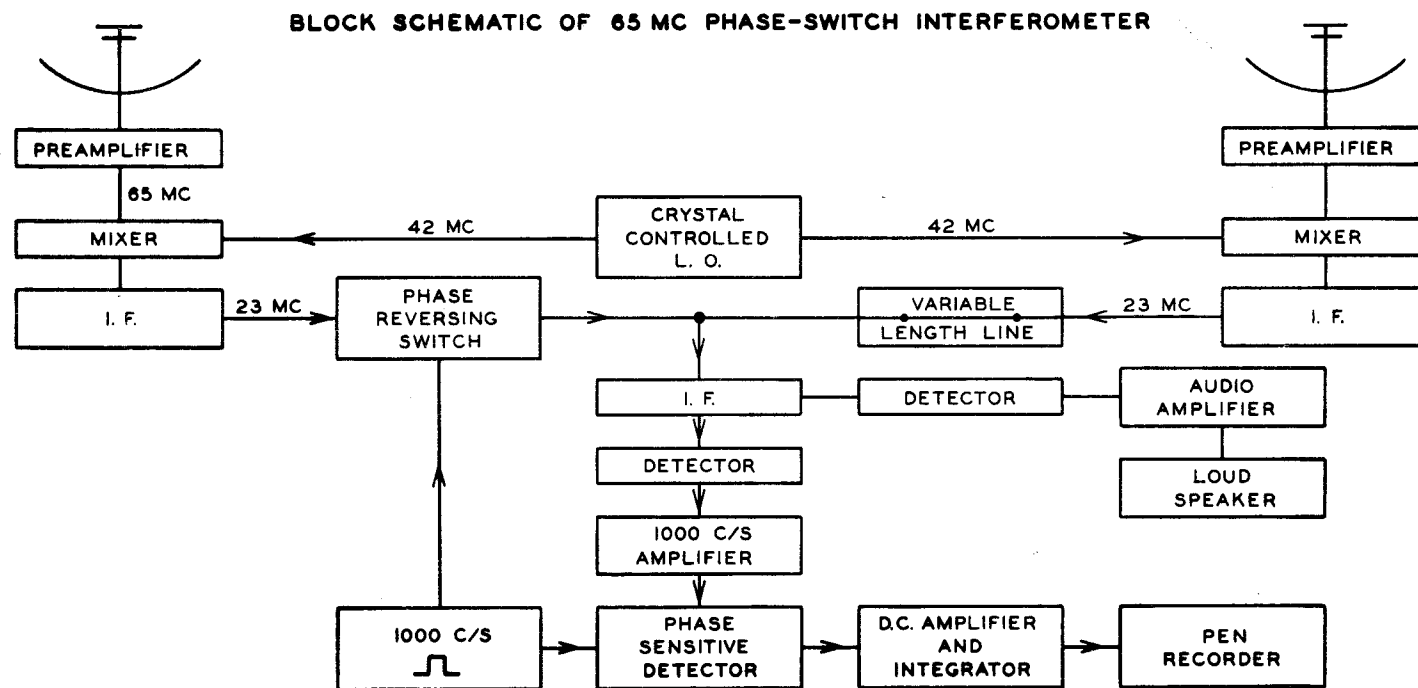 BLOCK SCHEMATIC OF 65 MC PHASE-SWITCH INTERFEROMETER
PREAMPLIFIER
PREAMPLIFIER
65 MC
MIXER
42 MC
CRYSTAL
CONTROLLED
L. O.
42 MC
MIXER
I. F.
23 MC
PHASE
REVERSING
SWITCH
VARIABLE
LENGTH LINE
23 MC
I. F.
I. F.
DETECTOR
AUDIO
AMPLIFIER
DETECTOR
LOUD
SPEAKER
1000 C/S
AMPLIFIER
1000 C/S
PHASE
SENSITIVE
DETECTOR
D.C. AMPLIFIER
AND
INTEGRATOR
PEN
RECORDER